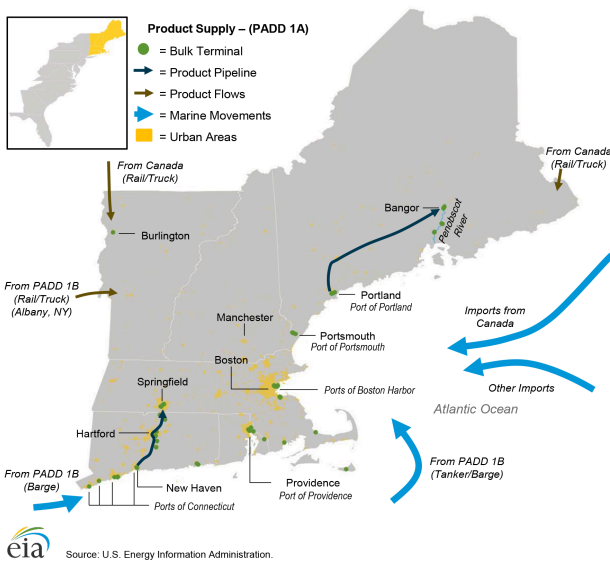 Product Supply – (PADD 1A)
= Bulk Terminal
= Product Pipeline
= Product Flows
= Marine Movements
= Urban Areas
From Canada
(Rail/Truck)
From Canada
(Rail/Truck)
Bangor
Penobscot
River
Burlington
From PADD 1B
(Rail/Truck)
(Albany, NY)
Portland
Port of Portland
Imports from
Canada
Manchester
Portsmouth
Port of Portsmouth
Boston
Springfield
Ports of Boston Harbor
Other Imports
Atlantic Ocean
Hartford
From PADD 1B
(Barge)
From PADD 1B
(Tanker/Barge)
New Haven
Providence
Port of Providence
Ports of Connecticut
eia
Source: U.S. Energy Information Administration.